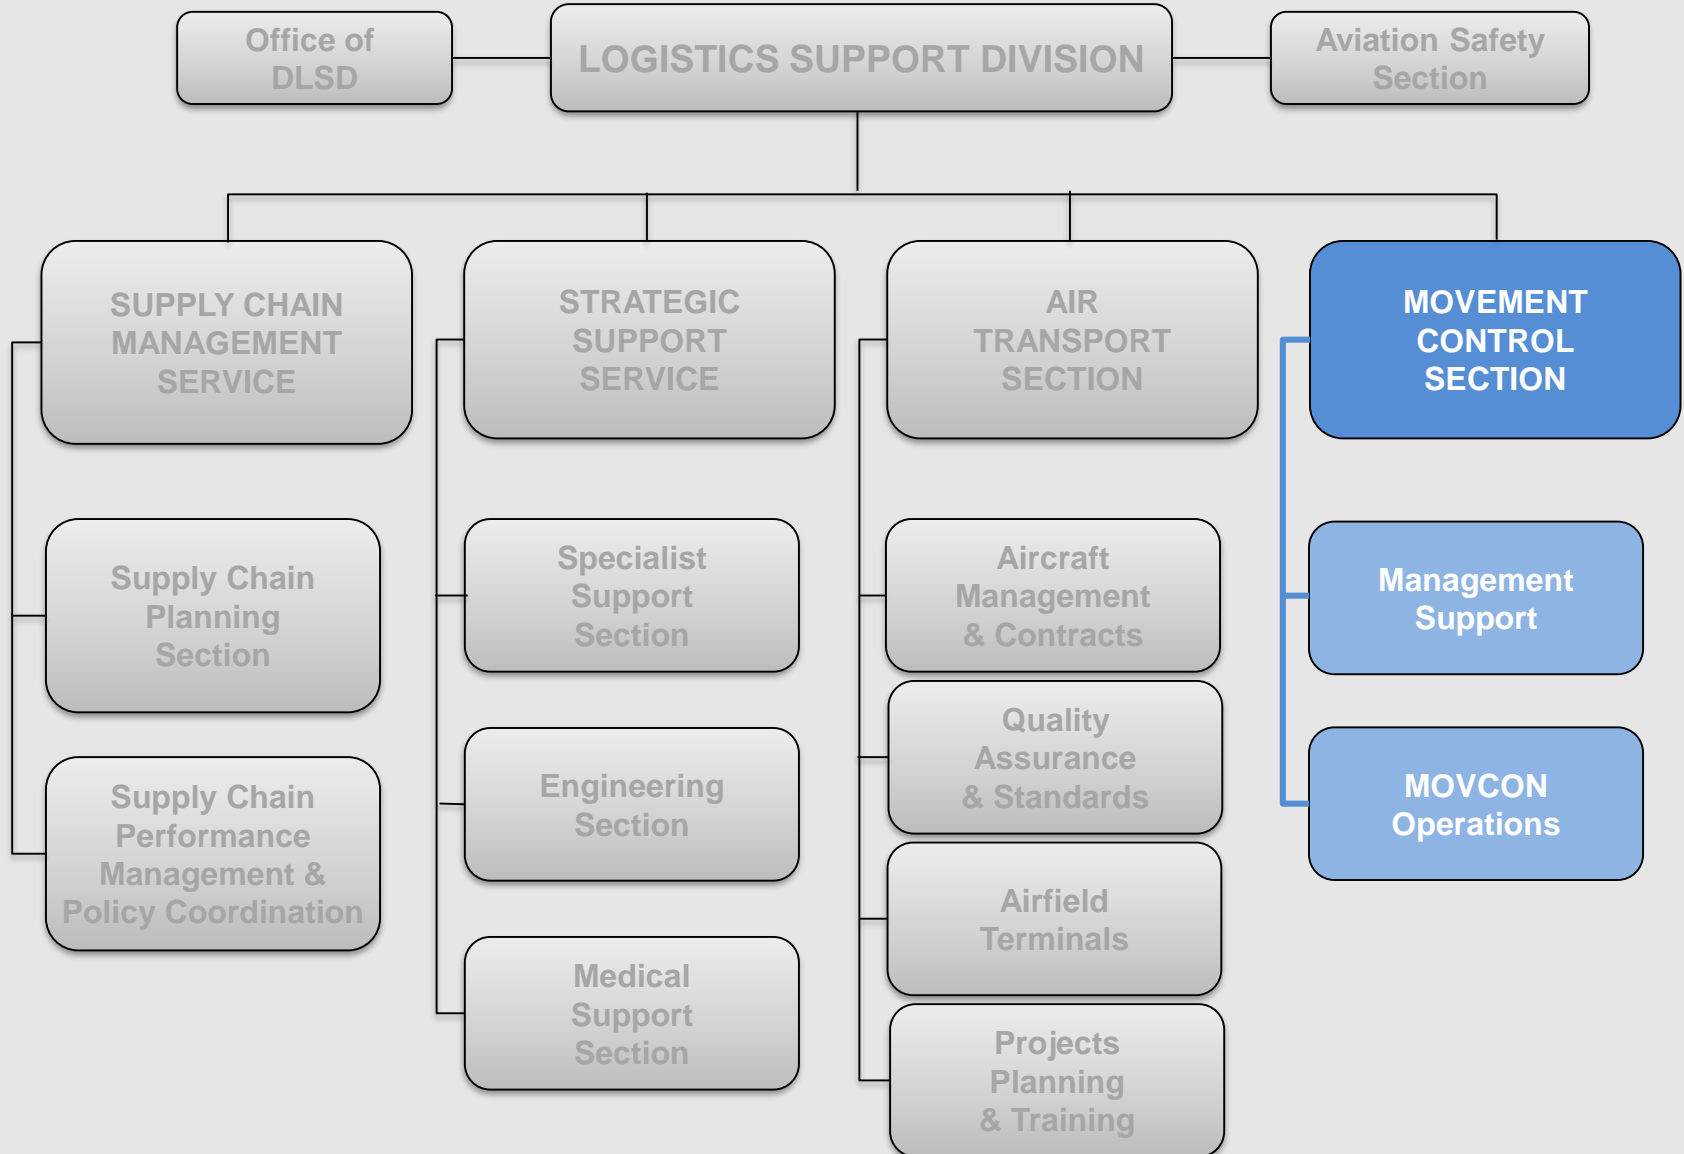 Office of
DLSD
LOGISTICS SUPPORT DIVISION
Aviation Safety
Section
SUPPLY CHAIN
MANAGEMENT
SERVICE
STRATEGIC
SUPPORT
SERVICE
AIR
TRANSPORT
SECTION
MOVEMENT
CONTROL
SECTION
Supply Chain
Planning
Section
Supply Chain
Performance
Management &
Policy Coordination
Specialist
Support
Section
Engineering
Section
Medical
Support
Section
Aircraft
Management
& Contracts
Quality
Assurance
& Standards
Airfield
Terminals
Projects
Planning
& Training
Management
Support
MOVCON
Operations